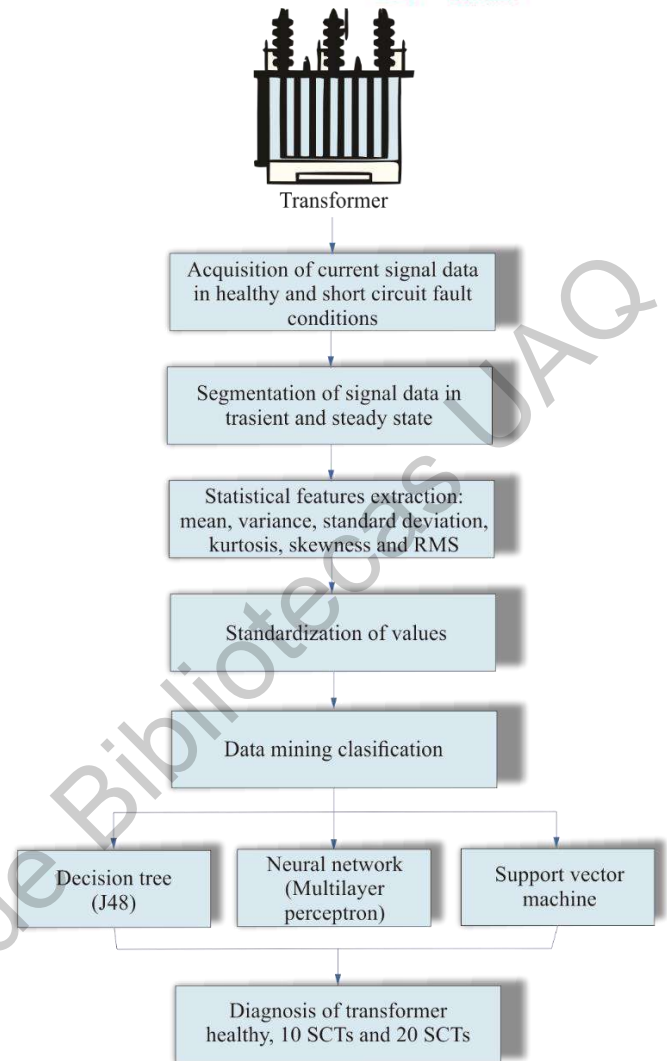 Transformer
Acquisition of current signal data
in healthy and short circuit fault
conditions
Segmentation of signal data in
trasient and steady state
Statistical features extraction:
mean, variance, standard deviation,
kurtosis, skewness and RMS
Standardization of values
Data mining clasification
Decision tree
(J48)
Neural network
(Multilayer
perceptron)
Support vector
machine
Diagnosis of transformer
healthy, 10 SCTs and 20 SCTs
de Bibliotecas UAQ